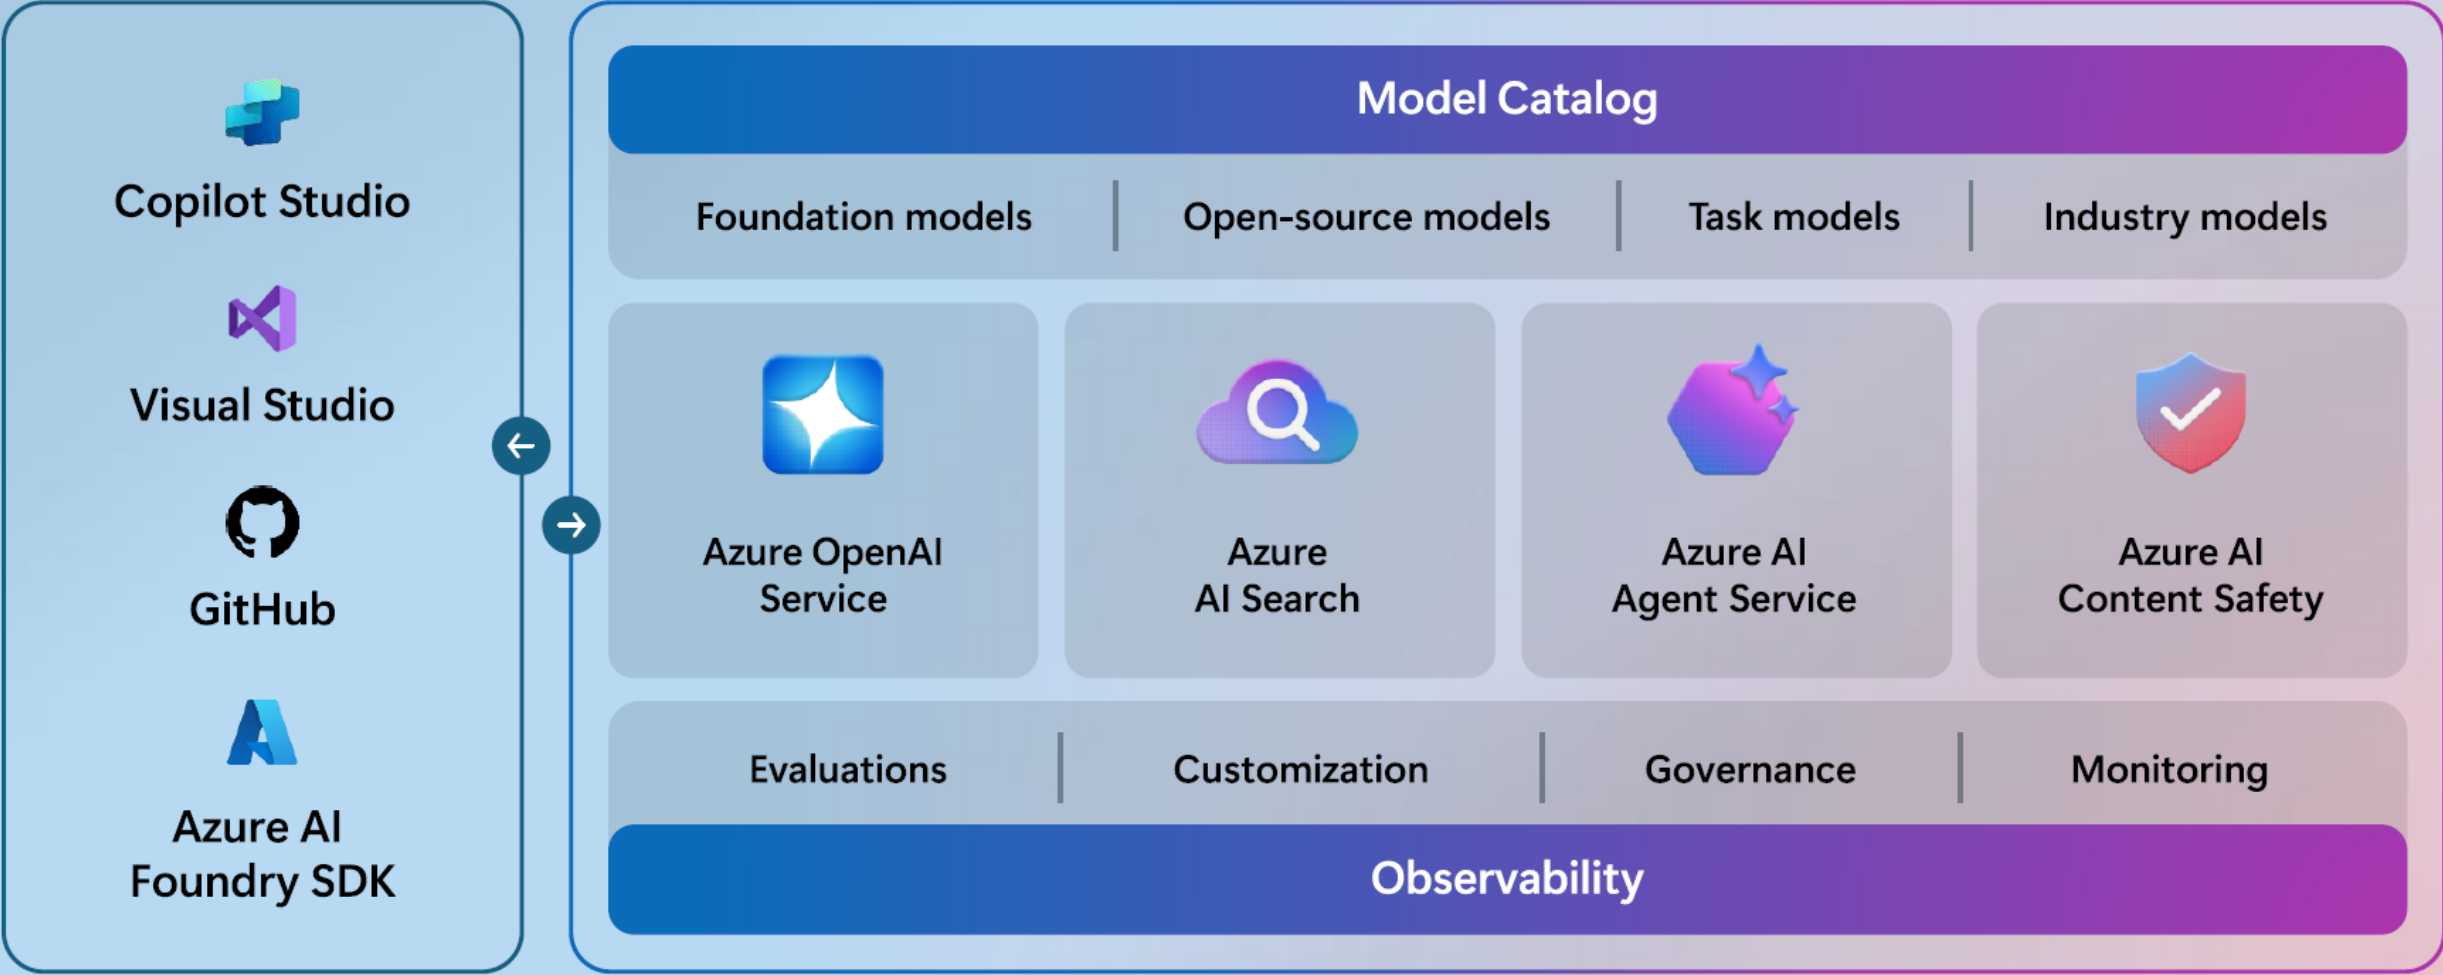 Copilot Studio
Visual Studio
GitHub
Azure AI
Foundry SDK
Model Catalog
Foundation models
Open-source models
Task models
Industry models
Azure OpenAI
Service
Azure
AI Search
Azure AI
Agent Service
Azure AI
Content Safety
Evaluations
Customization
Governance
Monitoring
Observability